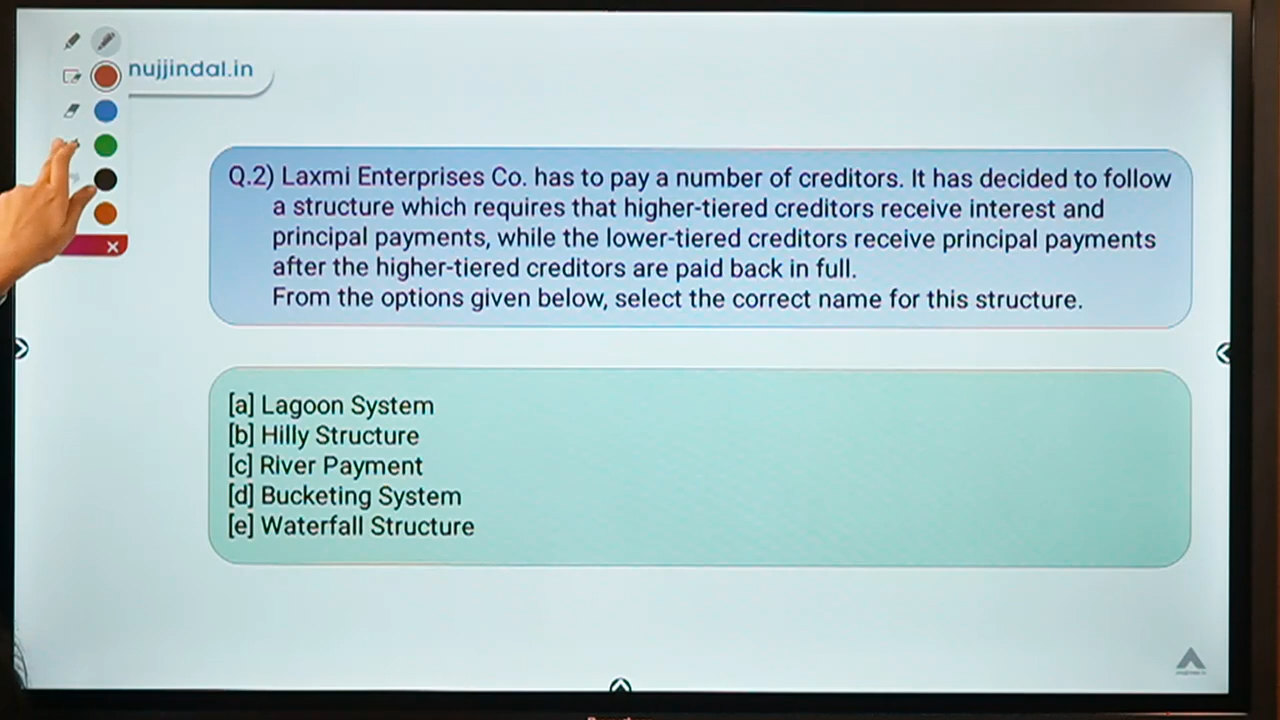 nujjindal.in
Q.2) Laxmi Enterprises Co. has to pay a number of creditors. It has decided to follow
a structure which requires that higher-tiered creditors receive interest and
principal payments, while the lower-tiered creditors receive principal payments
after the higher-tiered creditors are paid back in full.
From the options given below, select the correct name for this structure.
[a] Lagoon System
[b] Hilly Structure
[c] River Payment
[d] Bucketing System
[e] Waterfall Structure